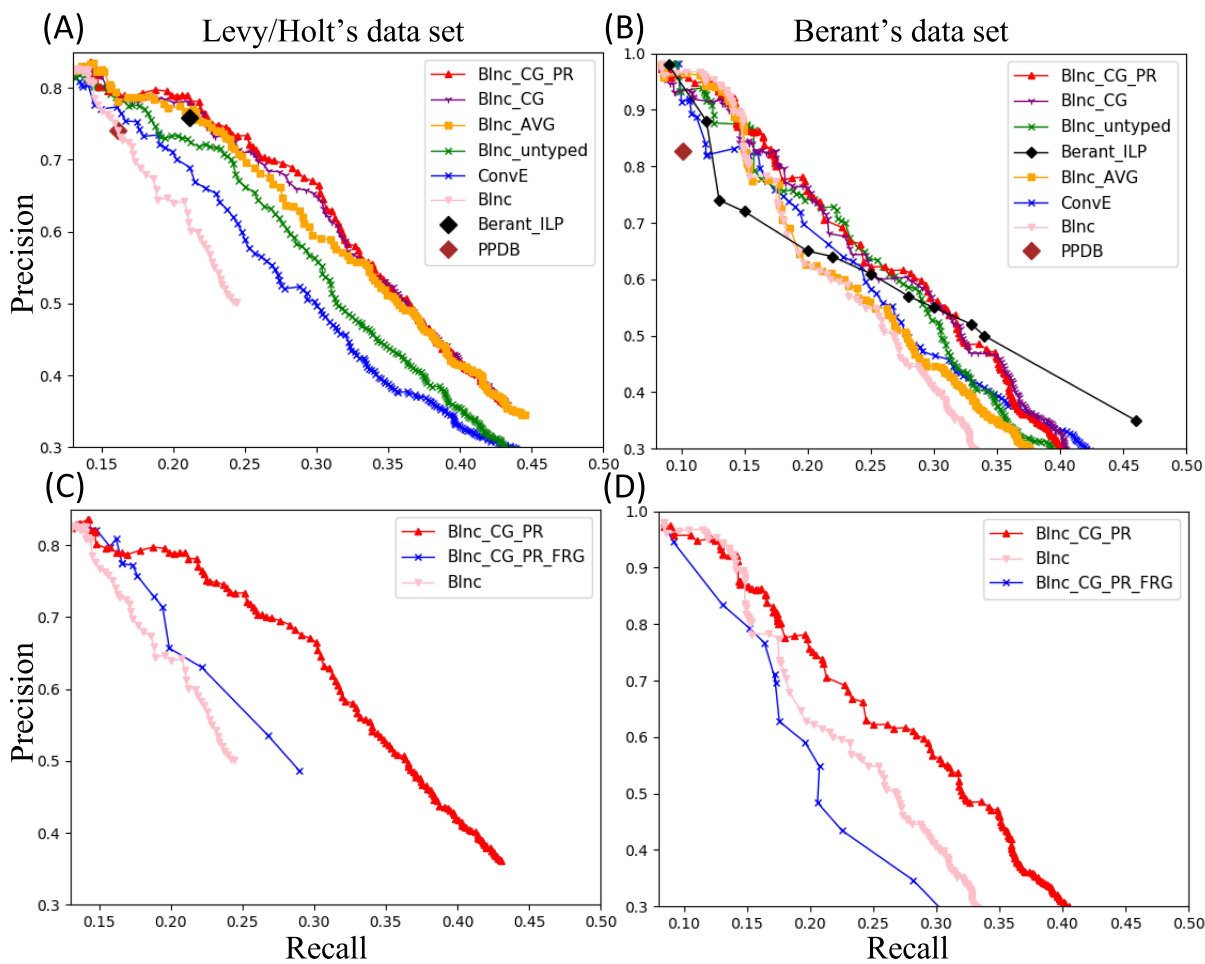 (A) Levy/Holt's data set
(B) Berant's data set
Precision
0.8
0.7
0.6
0.5
0.4
0.3
BInc_CG_PR
BInc_CG
BInc_AVG
BInc_untyped
ConvE
BInc
Berant_ILP
PPDB
0.15 0.20 0.25 0.30 0.35 0.40 0.45 0.50
1.0
0.9
0.8
0.7
0.6
0.5
0.4
0.3
BInc_CG_PR
BInc_CG
BInc_untyped
Berant_ILP
BInc_AVG
ConvE
BInc
PPDB
0.10 0.15 0.20 0.25 0.30 0.35 0.40 0.45 0.50
(C)
Precision
0.8
0.7
0.6
0.5
0.4
0.3
BInc_CG_PR
BInc_CG_PR_FRG
BInc
0.15 0.20 0.25 0.30 0.35 0.40 0.45 0.50
Recall
(D)
1.0
0.9
0.8
0.7
0.6
0.5
0.4
0.3
BInc_CG_PR
BInc
BInc_CG_PR_FRG
0.10 0.15 0.20 0.25 0.30 0.35 0.40 0.45 0.50
Recall